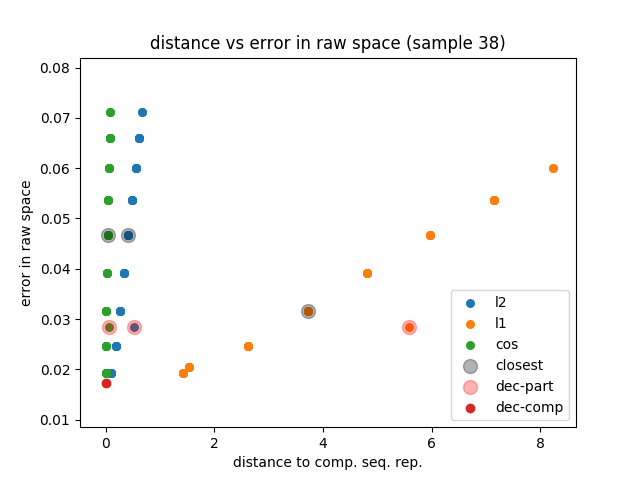 distance vs error in raw space (sample 38)
0.08
0.07
0.06
0.05
0.04
0.03
0.02
0.01
error in raw space
l2
l1
cos
closest
dec-part
dec-comp
0 2 4 6 8
distance to comp. seq. rep.